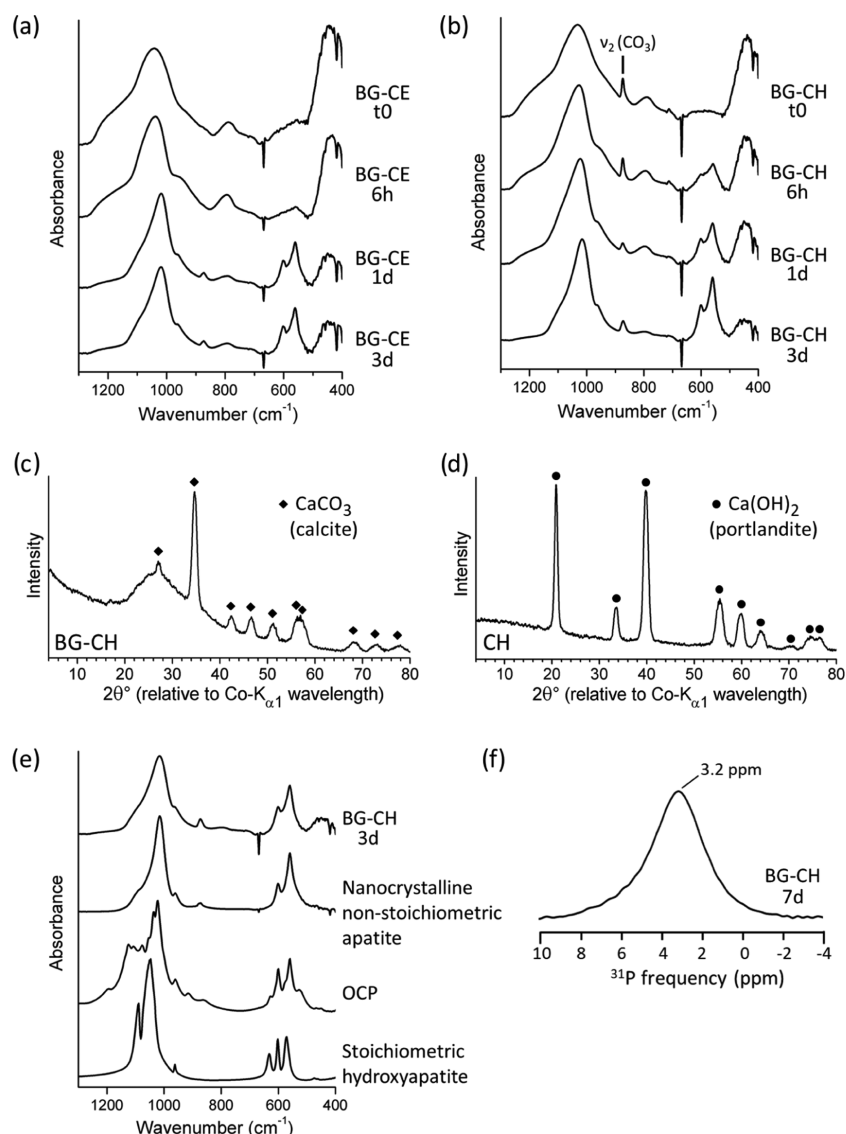 (a)
Absorbance
BG-CE
t0
BG-CE
6h
BG-CE
1d
BG-CE
3d
1200 1000 800 600 400
Wavenumber (cm⁻¹)
(b)
Absorbance
ν₂ (CO₃)
BG-CH
t0
BG-CH
6h
BG-CH
1d
BG-CH
3d
1200 1000 800 600 400
Wavenumber (cm⁻¹)
(c)
Intensity
CaCO₃
(calcite)
BG-CH
10 20 30 40 50 60 70 80
2θ° (relative to Co-Kα1 wavelength)
(d)
Intensity
Ca(OH)₂
(portlandite)
CH
10 20 30 40 50 60 70 80
2θ° (relative to Co-Kα1 wavelength)
(e)
Absorbance
BG-CH
3d
Nanocrystalline
non-stoichiometric
apatite
OCP
Stoichiometric
hydroxyapatite
1200 1000 800 600 400
Wavenumber (cm⁻¹)
(f)
3.2 ppm
BG-CH
7d
10 8 6 4 2 0 -2 -4
³¹P frequency (ppm)